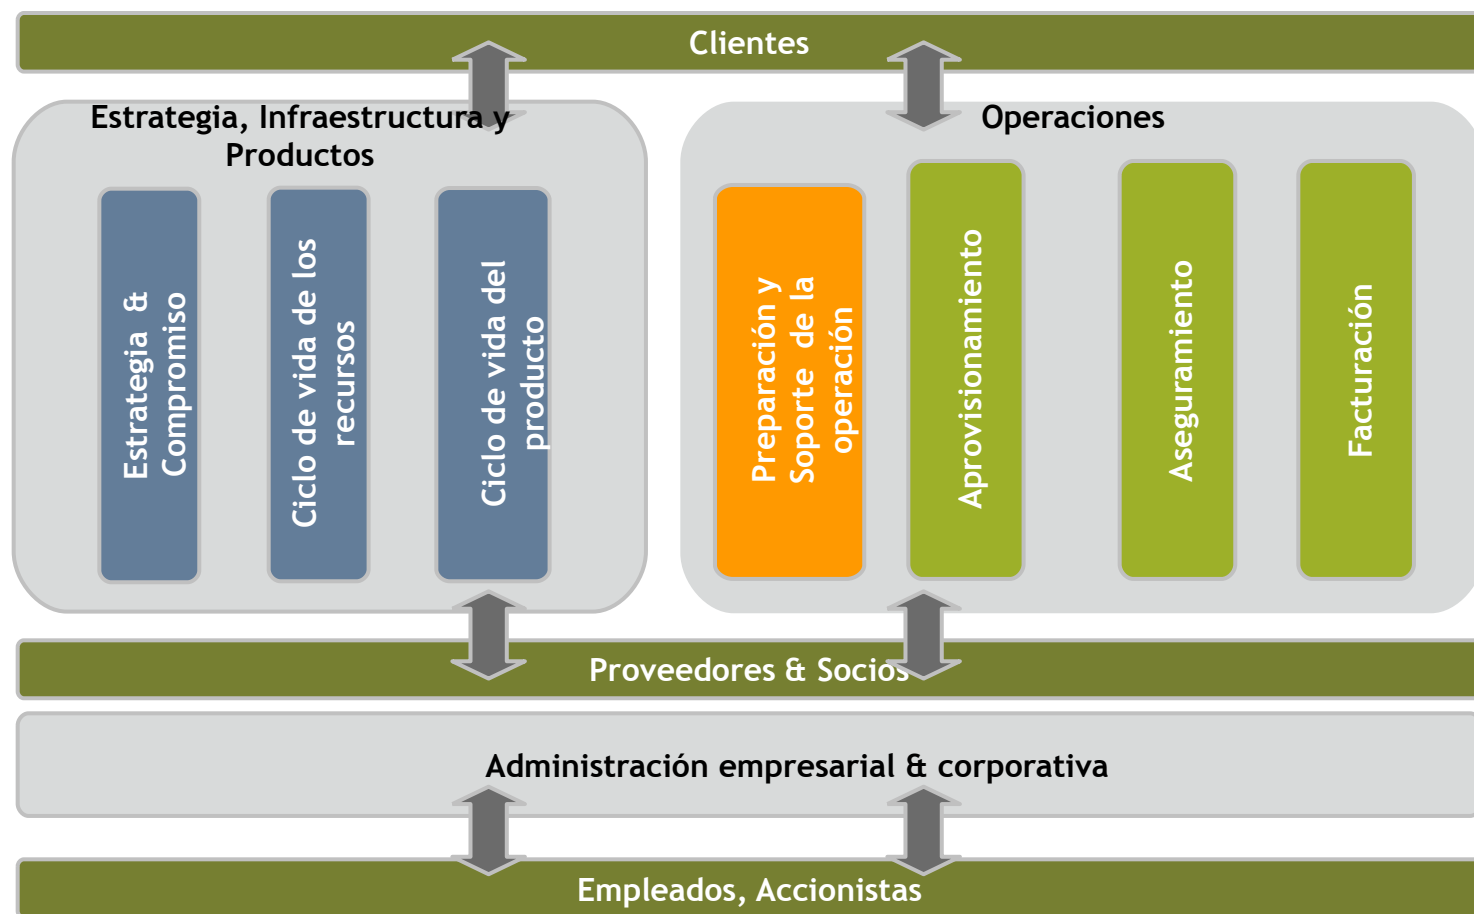 Clientes
Estrategia, Infraestructura y
Productos
Operaciones
Estrategia &
Compromiso
Ciclo de vida de los
recursos
Ciclo de vida del
producto
Preparación y
Soporte de la
operación
Aprovisionamiento
Aseguramiento
Facturación
Proveedores & Socios
Administración empresarial & corporativa
Empleados, Accionistas